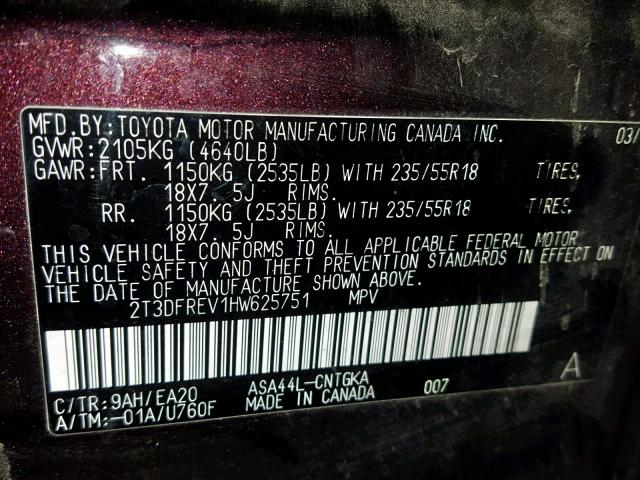 MFD.BY:TOYOTA MOTOR MANUFACTURING CANADA INC. 03/
GVWR:2105KG (4640LB)
GAWR:FRT. 1150KG (2535LB) WITH 235/55R18 TIRES,
18X7.5J RIMS.
RR. 1150KG (2535LB) WITH 235/55R18 TIRES,
18X7.5J RIMS.
THIS VEHICLE CONFORMS TO ALL APPLICABLE FEDERAL MOTOR
VEHICLE SAFETY AND THEFT PREVENTION STANDARDS IN EFFECT ON
THE DATE OF MANUFACTURE SHOWN ABOVE.
2T3DFREV1HW625751 MPV
C/TR:9AH/EA20 ASA44L-CNTGKA 007 A
A/TM:-01A/U760F MADE IN CANADA